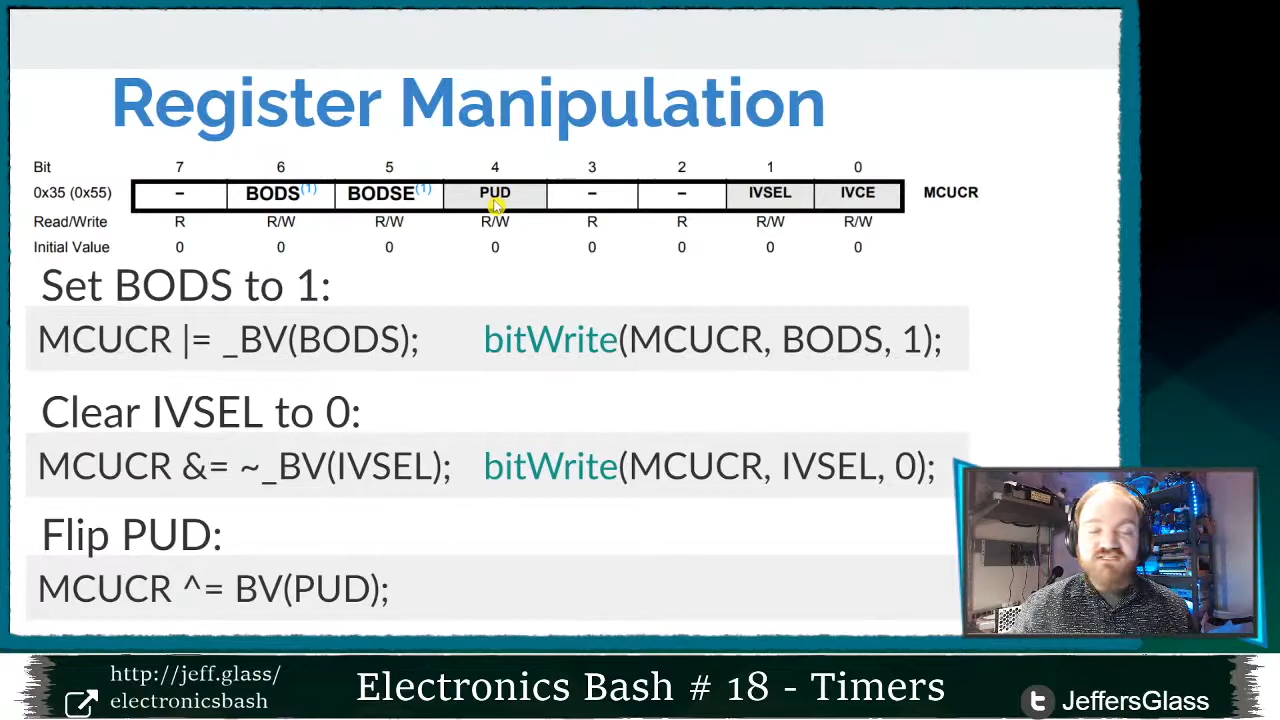 Register Manipulation
Bit 7 6 5 4 3 2 1 0
0x35 (0x55) – BODS(1) BODSE(1) PUD – – IVSEL IVCE MCUCR
Read/Write R R/W R/W R/W R R R/W R/W
Initial Value 0 0 0 0 0 0 0 0
Set BODS to 1:
MCUCR |= _BV(BODS); bitWrite(MCUCR, BODS, 1);
Clear IVSEL to 0:
MCUCR &= ~_BV(IVSEL); bitWrite(MCUCR, IVSEL, 0);
Flip PUD:
MCUCR ^= BV(PUD);
http://jeff.glass/
electronicsbash
Electronics Bash # 18 - Timers
JeffersGlass